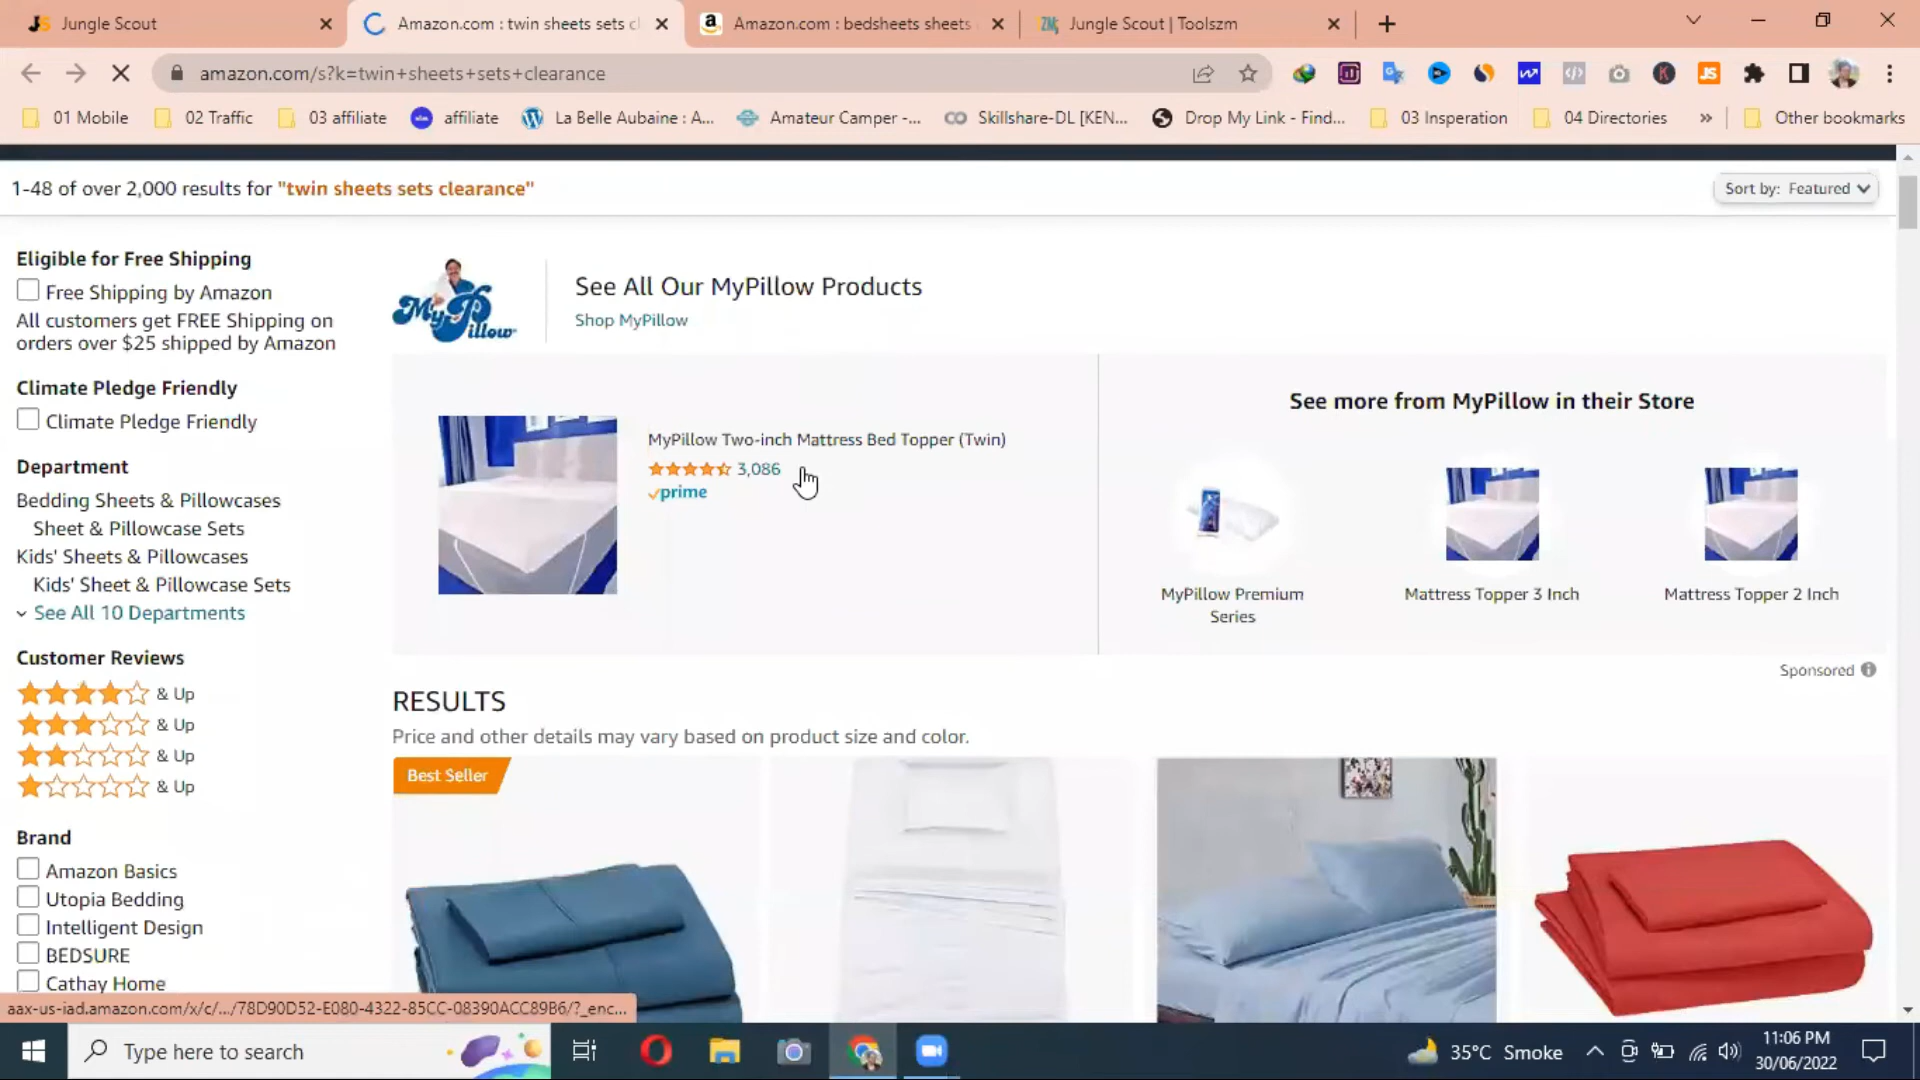 Jungle Scout
Amazon.com : twin sheets sets cl
Amazon.com : bedsheets sheets
Jungle Scout | Toolszm
amazon.com/s?k=twin+sheets+sets+clearance
01 Mobile
02 Traffic
03 affiliate
affiliate
La Belle Aubaine : A...
Amateur Camper -...
Skillshare-DL [KEN...
Drop My Link - Find...
03 Insperation
04 Directories
»
Other bookmarks
1-48 of over 2,000 results for "twin sheets sets clearance"
Sort by: Featured
Eligible for Free Shipping
Free Shipping by Amazon
All customers get FREE Shipping on
orders over $25 shipped by Amazon
Climate Pledge Friendly
Climate Pledge Friendly
Department
Bedding Sheets & Pillowcases
Sheet & Pillowcase Sets
Kids' Sheets & Pillowcases
Kids' Sheet & Pillowcase Sets
See All 10 Departments
Customer Reviews
& Up
& Up
& Up
& Up
Brand
Amazon Basics
Utopia Bedding
Intelligent Design
BEDSURE
Cathay Home
MyPillow
See All Our MyPillow Products
Shop MyPillow
MyPillow Two-inch Mattress Bed Topper (Twin)
3,086
prime
See more from MyPillow in their Store
MyPillow Premium
Series
Mattress Topper 3 Inch
Mattress Topper 2 Inch
Sponsored
RESULTS
Price and other details may vary based on product size and color.
Best Seller
aax-us-iad.amazon.com/x/c/.../78D90D52-E080-4322-85CC-08390ACC89B6/?_enc...
Type here to search
35°C Smoke
11:06 PM
30/06/2022